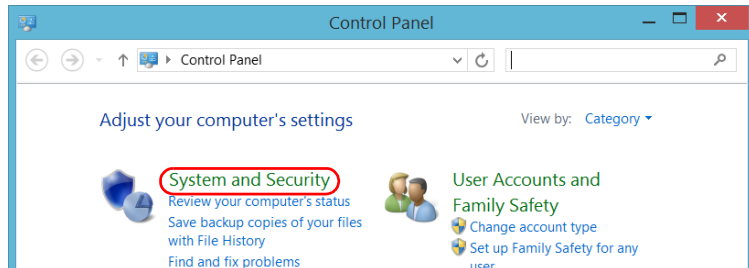 Control Panel
Control Panel
Adjust your computer's settings
View by: Category
System and Security
Review your computer's status
Save backup copies of your files
with File History
Find and fix problems
User Accounts and
Family Safety
Change account type
Set up Family Safety for any
user